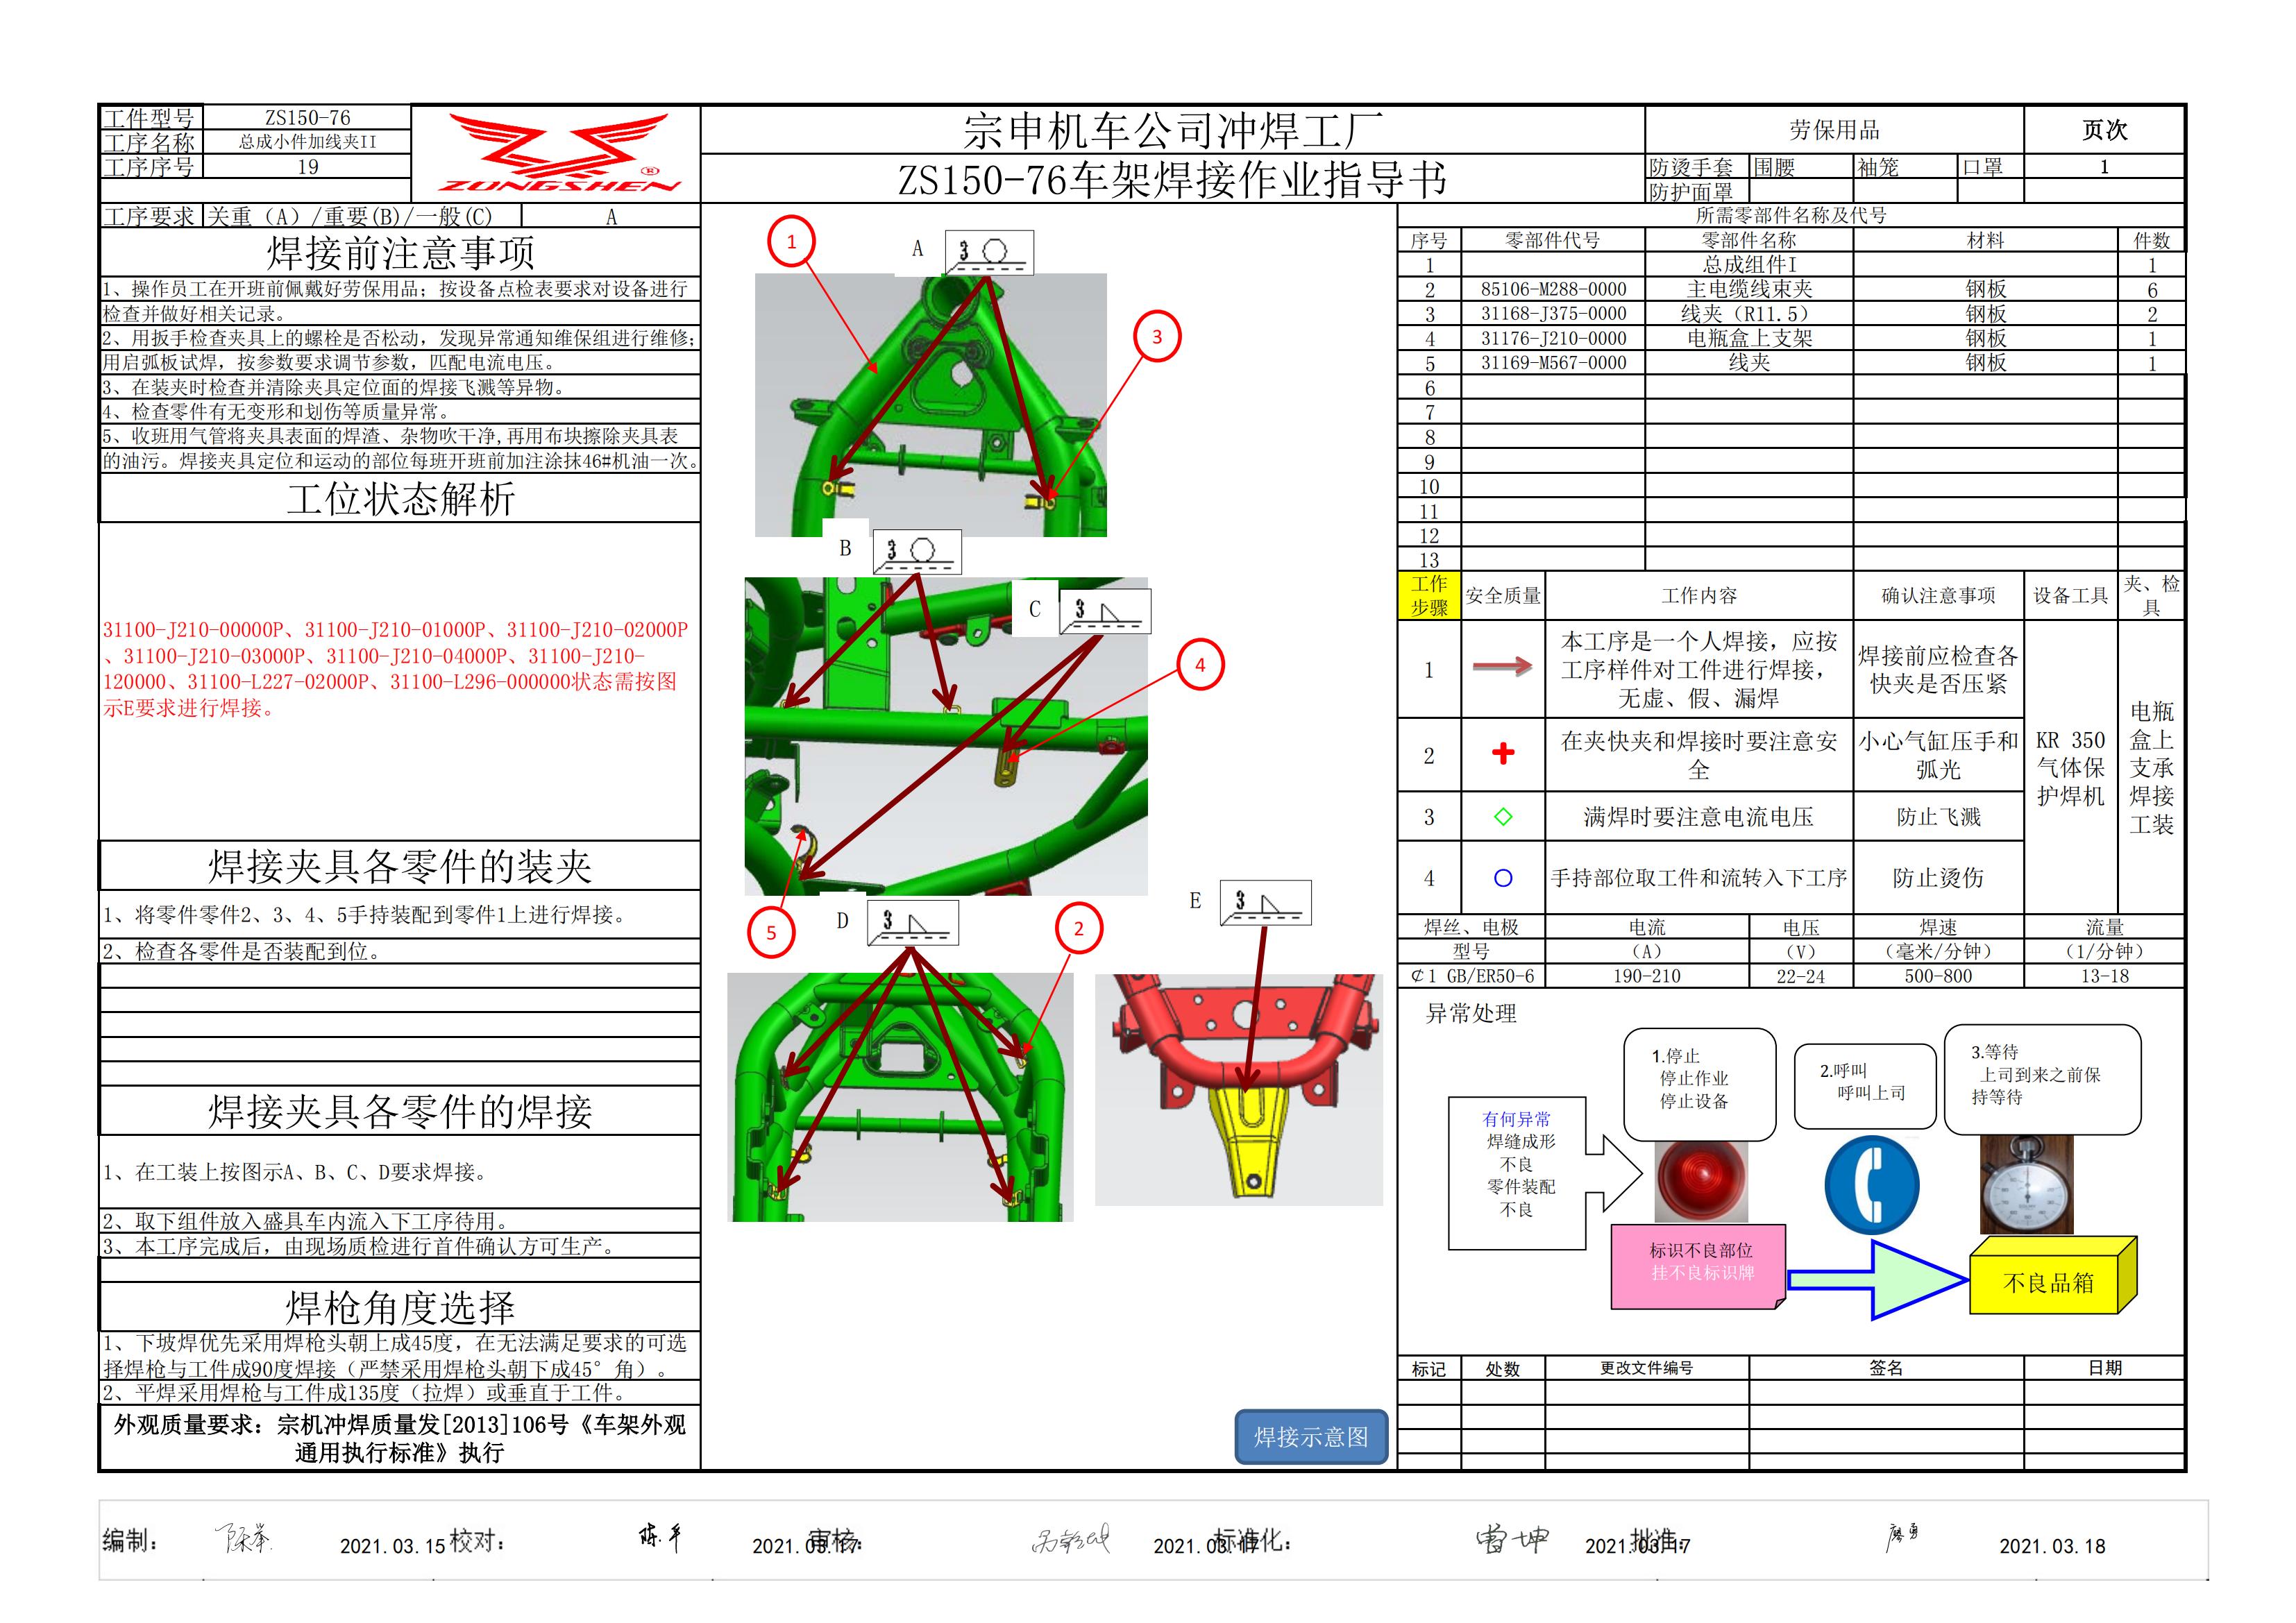 工件型号 ZS150-76
工序名称 总成小件加线夹II
工序序号 19
ZONGSHEN ®
宗申机车公司冲焊工厂
ZS150-76车架焊接作业指导书
劳保用品 页次
防烫手套 围腰 袖笼 口罩 1
防护面罩
工序要求 关重（A）/重要(B)/一般(C) A
焊接前注意事项
1、操作员工在开班前佩戴好劳保用品；按设备点检表要求对设备进行
检查并做好相关记录。
2、用扳手检查夹具上的螺栓是否松动，发现异常通知维保组进行维修；
用启弧板试焊，按参数要求调节参数，匹配电流电压。
3、在装夹时检查并清除夹具定位面的焊接飞溅等异物。
4、检查零件有无变形和划伤等质量异常。
5、收班用气管将夹具表面的焊渣、杂物吹干净,再用布块擦除夹具表
的油污。焊接夹具定位和运动的部位每班开班前加注涂抹46#机油一次。
工位状态解析
31100-J210-00000P、31100-J210-01000P、31100-J210-02000P
、31100-J210-03000P、31100-J210-04000P、31100-J210-
120000、31100-L227-02000P、31100-L296-000000状态需按图
示E要求进行焊接。
焊接夹具各零件的装夹
1、将零件零件2、3、4、5手持装配到零件1上进行焊接。
2、检查各零件是否装配到位。
焊接夹具各零件的焊接
1、在工装上按图示A、B、C、D要求焊接。
2、取下组件放入盛具车内流入下工序待用。
3、本工序完成后，由现场质检进行首件确认方可生产。
焊枪角度选择
1、下坡焊优先采用焊枪头朝上成45度，在无法满足要求的可选
择焊枪与工件成90度焊接（严禁采用焊枪头朝下成45°角）。
2、平焊采用焊枪与工件成135度（拉焊）或垂直于工件。
外观质量要求：宗机冲焊质量发[2013]106号《车架外观
通用执行标准》执行
1
A 3
3
B 3
C 3
4
5
D 3
2
E 3
焊接示意图
所需零部件名称及代号
序号 零部件代号 零部件名称 材料 件数
1 总成组件I 1
2 85106-M288-0000 主电缆线束夹 钢板 6
3 31168-J375-0000 线夹（R11.5） 钢板 2
4 31176-J210-0000 电瓶盒上支架 钢板 1
5 31169-M567-0000 线夹 钢板 1
6
7
8
9
10
11
12
13
工作
步骤 安全质量 工作内容 确认注意事项 设备工具 夹、检
具
1 本工序是一个人焊接，应按
工序样件对工件进行焊接，
无虚、假、漏焊
焊接前应检查各
快夹是否压紧
2 在夹快夹和焊接时要注意安
全
小心气缸压手和
弧光
3 满焊时要注意电流电压 防止飞溅
4 手持部位取工件和流转入下工序 防止烫伤
KR 350
气体保
护焊机
电瓶
盒上
支承
焊接
工装
焊丝、电极 电流 电压 焊速 流量
型号 （A） （V） （毫米/分钟） （1/分钟）
¢1 GB/ER50-6 190-210 22-24 500-800 13-18
异常处理
有何异常
焊缝成形
不良
零件装配
不良
1.停止
停止作业
停止设备
2.呼叫
呼叫上司
3.等待
上司到来之前保
持等待
标识不良部位
挂不良标识牌
不良品箱
标记 处数 更改文件编号 签名 日期
编制： 2021.03.15 校对： 2021.03.17 审核： 2021.03.17 标准化： 2021.03.17 批准： 2021.03.18